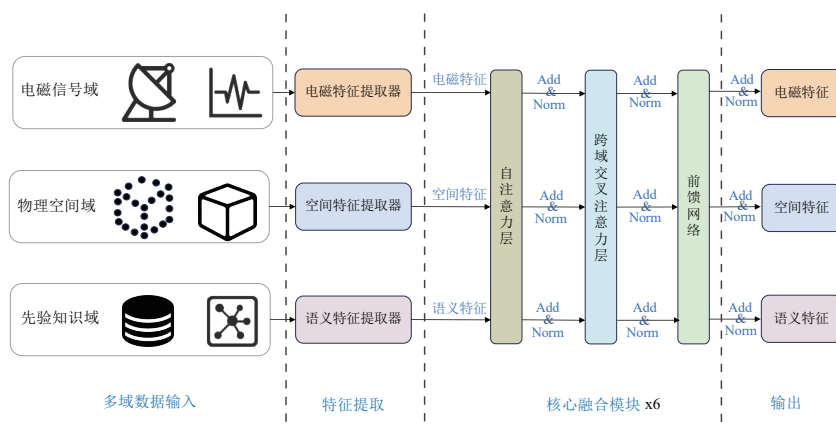 电磁信号域
电磁特征提取器
电磁特征
Add
&
Norm
Add
&
Norm
Add
&
Norm
电磁特征
物理空间域
空间特征提取器
空间特征
自注意力层
Add
&
Norm
跨域交叉注意力层
Add
&
Norm
前馈网络
Add
&
Norm
空间特征
先验知识域
语义特征提取器
语义特征
Add
&
Norm
Add
&
Norm
Add
&
Norm
语义特征
多域数据输入
特征提取
核心融合模块 x6
输出